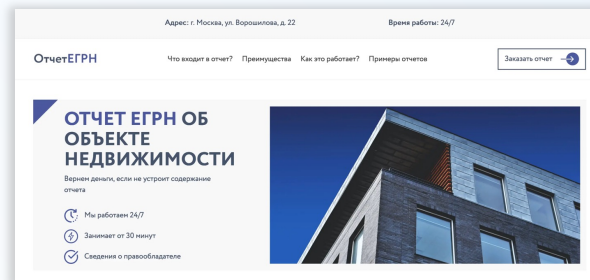 Адрес: г. Москва, ул. Ворошилова, д. 22 Время работы: 24/7
ОтчетЕГРН Что входит в отчет? Преимущества Как это работает? Примеры отчетов Заказать отчет
ОТЧЕТ ЕГРН ОБ
ОБЪЕКТЕ
НЕДВИЖИМОСТИ
Вернем деньги, если не устроит содержание
отчета
Мы работаем 24/7
Занимает от 30 минут
Сведения о правообладателе